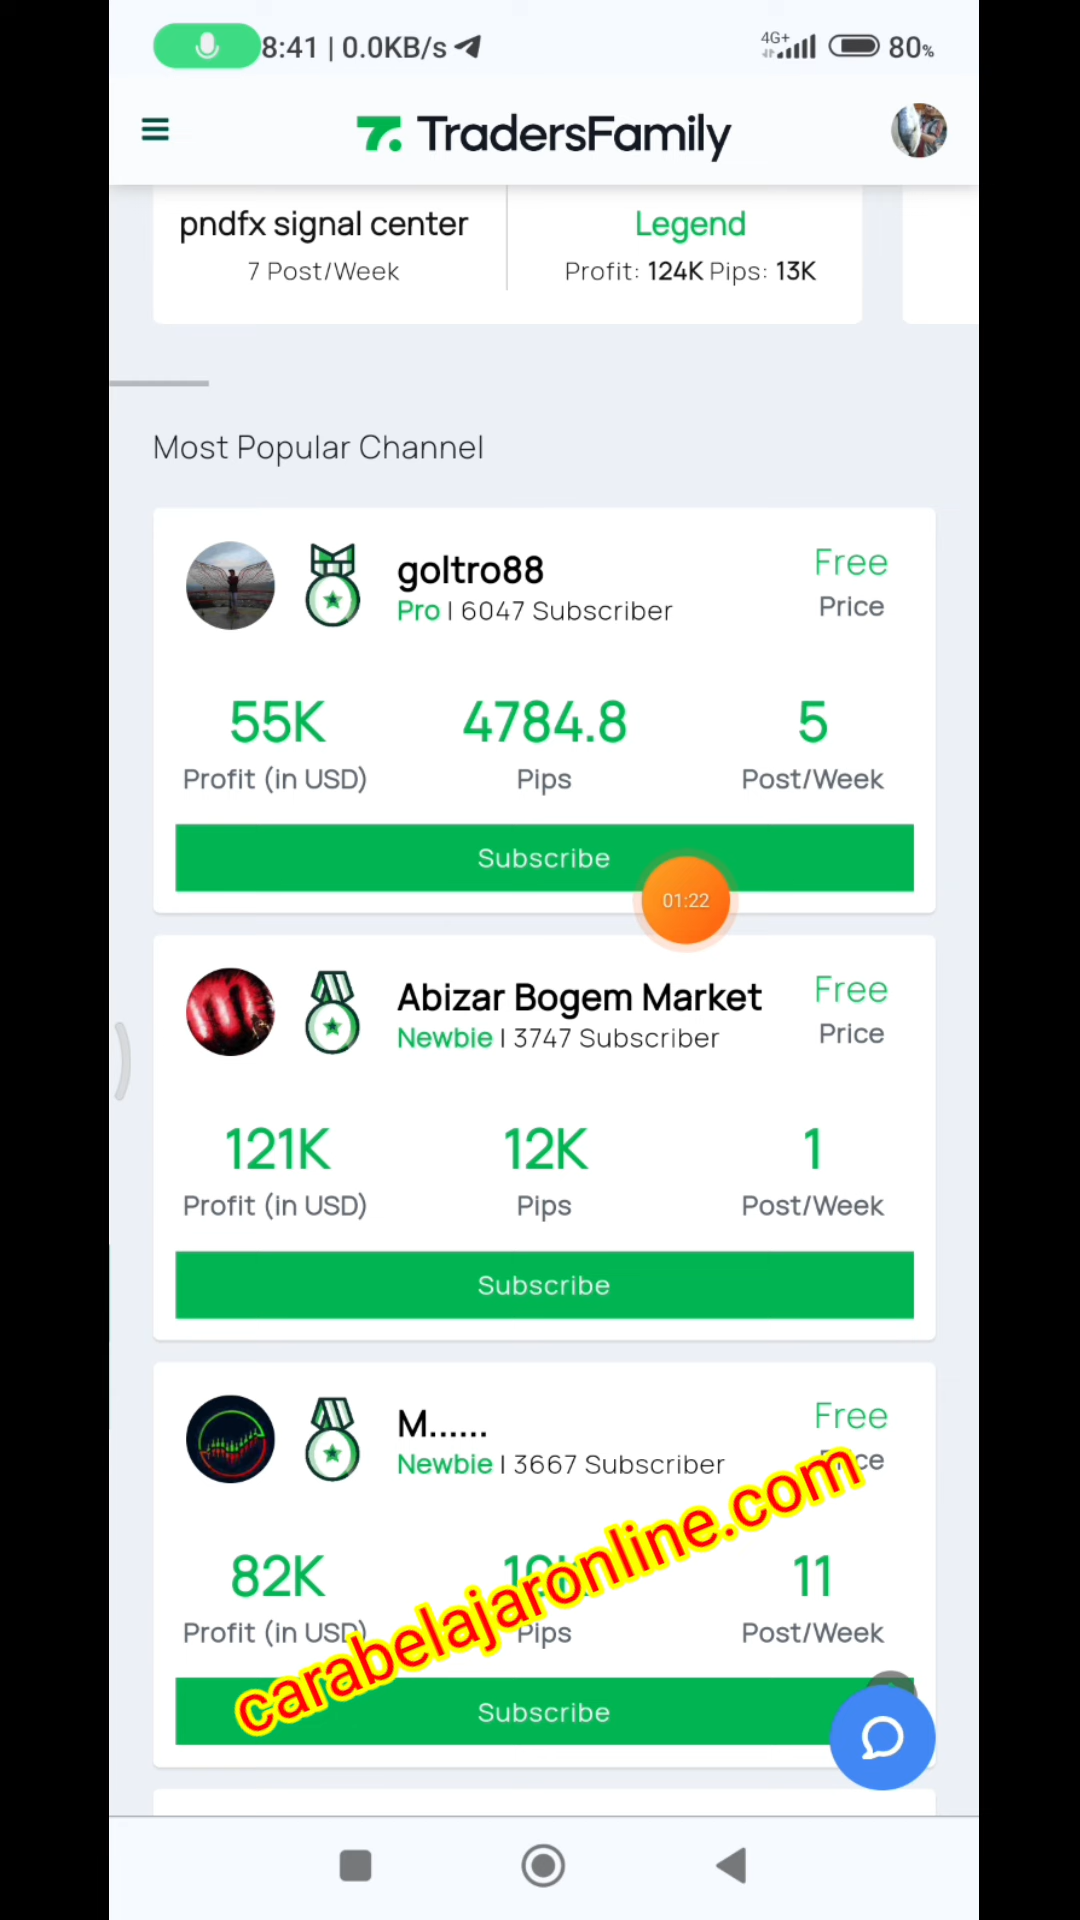 8:41 | 0.0KB/s
4G+
80%
TradersFamily
pndfx signal center
Legend
7 Post/Week
Profit: 124K Pips: 13K
Most Popular Channel
goltro88
Free
Pro | 6047 Subscriber
Price
55K
4784.8
5
Profit (in USD)
Pips
Post/Week
Subscribe
01:22
Abizar Bogem Market
Free
Newbie | 3747 Subscriber
Price
121K
12K
1
Profit (in USD)
Pips
Post/Week
Subscribe
M......
Free
Newbie | 3667 Subscriber
82K
11
Profit (in USD)
Pips
Post/Week
carabelajaronline.com
Subscribe